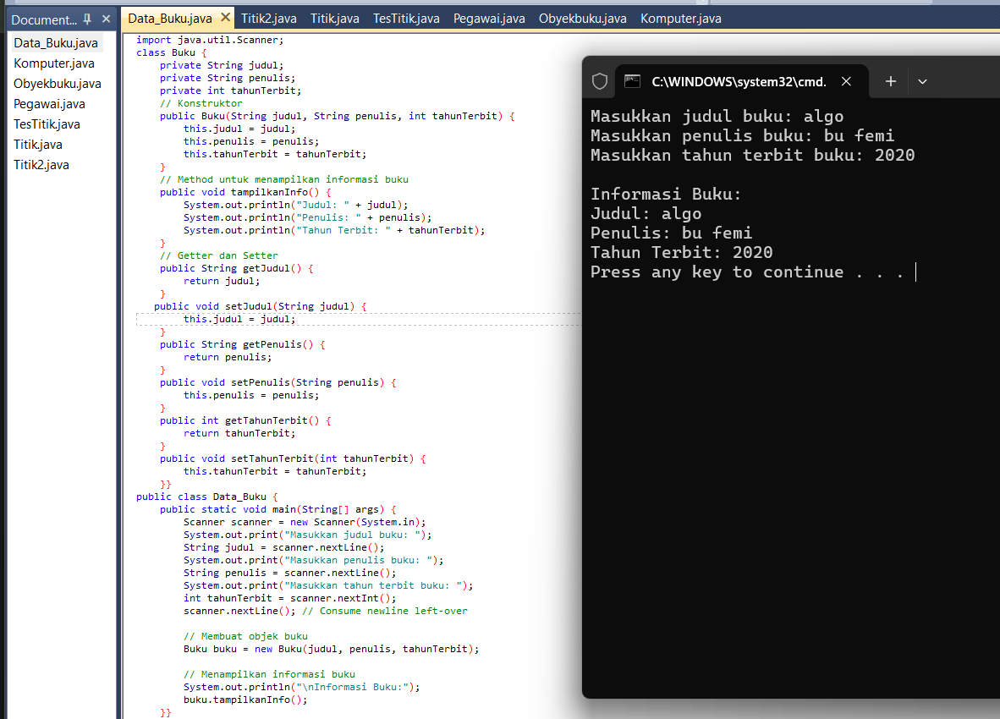 Document...
Data_Buku.java
Komputer.java
Obyekbuku.java
Pegawai.java
TesTitik.java
Titik.java
Titik2.java
Data_Buku.java Titik2.java Titik.java TesTitik.java Pegawai.java Obyekbuku.java Komputer.java
import java.util.Scanner;
class Buku {
    private String judul;
    private String penulis;
    private int tahunTerbit;
    // Konstruktor
    public Buku(String judul, String penulis, int tahunTerbit) {
        this.judul = judul;
        this.penulis = penulis;
        this.tahunTerbit = tahunTerbit;
    }
    // Method untuk menampilkan informasi buku
    public void tampilkanInfo() {
        System.out.println("Judul: " + judul);
        System.out.println("Penulis: " + penulis);
        System.out.println("Tahun Terbit: " + tahunTerbit);
    }
    // Getter dan Setter
    public String getJudul() {
        return judul;
    }
   public void setJudul(String judul) {
        this.judul = judul;
    }
    public String getPenulis() {
        return penulis;
    }
    public void setPenulis(String penulis) {
        this.penulis = penulis;
    }
    public int getTahunTerbit() {
        return tahunTerbit;
    }
    public void setTahunTerbit(int tahunTerbit) {
        this.tahunTerbit = tahunTerbit;
    }}
public class Data_Buku {
    public static void main(String[] args) {
        Scanner scanner = new Scanner(System.in);
        System.out.print("Masukkan judul buku: ");
        String judul = scanner.nextLine();
        System.out.print("Masukkan penulis buku: ");
        String penulis = scanner.nextLine();
        System.out.print("Masukkan tahun terbit buku: ");
        int tahunTerbit = scanner.nextInt();
        scanner.nextLine(); // Consume newline left-over

        // Membuat objek buku
        Buku buku = new Buku(judul, penulis, tahunTerbit);

        // Menampilkan informasi buku
        System.out.println("\nInformasi Buku:");
        buku.tampilkanInfo();
    }}
C:\WINDOWS\system32\cmd.
Masukkan judul buku: algo
Masukkan penulis buku: bu femi
Masukkan tahun terbit buku: 2020

Informasi Buku:
Judul: algo
Penulis: bu femi
Tahun Terbit: 2020
Press any key to continue . . .